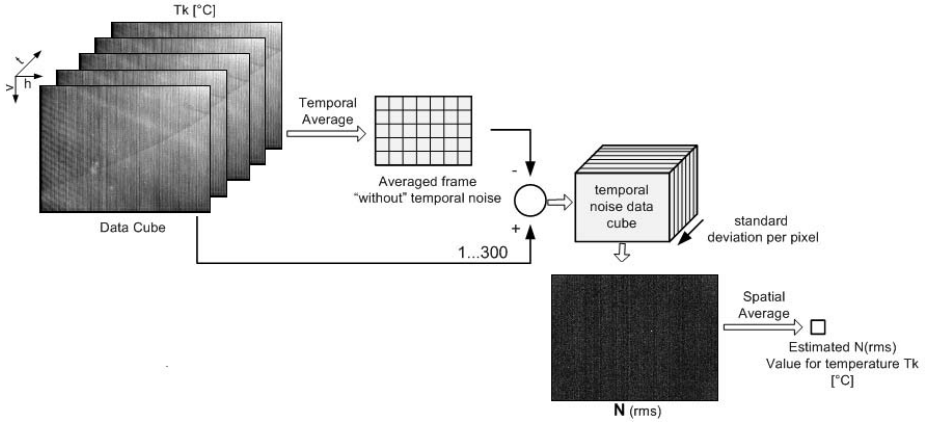 Tk [°C]
t
h
v
Temporal
Average
Averaged frame
“without” temporal noise
Data Cube
-
+
1...300
temporal
noise data
cube
standard
deviation per pixel
Spatial
Average
Estimated N(rms)
Value for temperature Tk
[°C]
N (rms)